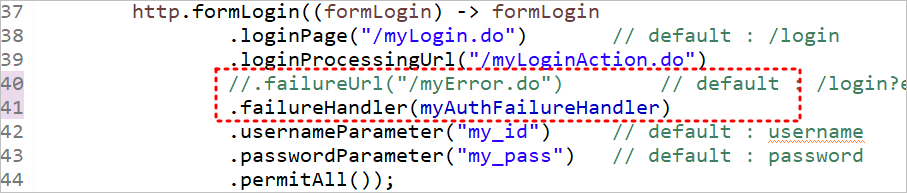 37 http.formLogin((formLogin) -> formLogin
38 .loginPage("/myLogin.do") // default : /login
39 .loginProcessingUrl("/myLoginAction.do")
40 //.failureUrl("/myError.do") // default : /login?e
41 .failureHandler(myAuthFailureHandler)
42 .usernameParameter("my_id") // default : username
43 .passwordParameter("my_pass") // default : password
44 .permitAll());